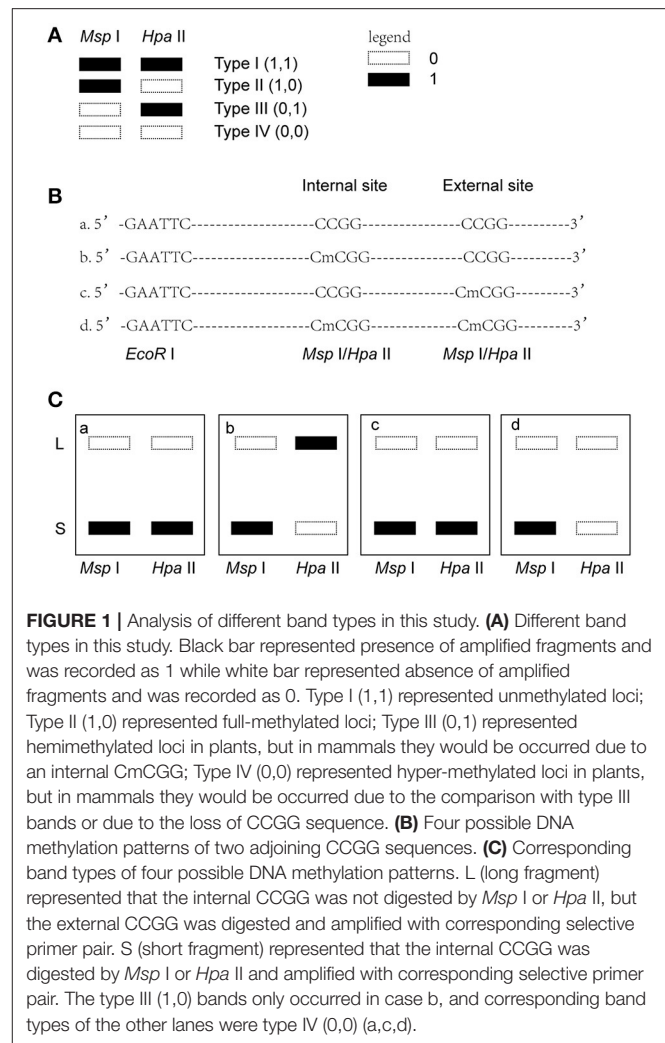 A
Msp I Hpa II
legend
Type I (1,1)
0
Type II (1,0)
1
Type III (0,1)
Type IV (0,0)
B
Internal site External site
a. 5' -GAATTC----------------------CCGG----------------CCGG---------3'
b. 5' -GAATTC----------------------CmCGG--------------CCGG---------3'
c. 5' -GAATTC----------------------CCGG---------------CmCGG--------3'
d. 5' -GAATTC----------------------CmCGG-------------CmCGG--------3'
EcoR I Msp I/Hpa II Msp I/Hpa II
C
a b c d
L
S
Msp I Hpa II Msp I Hpa II Msp I Hpa II Msp I Hpa II
FIGURE 1 | Analysis of different band types in this study. (A) Different band
types in this study. Black bar represented presence of amplified fragments and
was recorded as 1 while white bar represented absence of amplified
fragments and was recorded as 0. Type I (1,1) represented unmethylated loci;
Type II (1,0) represented full-methylated loci; Type III (0,1) represented
hemimethylated loci in plants, but in mammals they would be occurred due to
an internal CmCGG; Type IV (0,0) represented hyper-methylated loci in plants,
but in mammals they would be occurred due to the comparison with type III
bands or due to the loss of CCGG sequence. (B) Four possible DNA
methylation patterns of two adjoining CCGG sequences. (C) Corresponding
band types of four possible DNA methylation patterns. L (long fragment)
represented that the internal CCGG was not digested by Msp I or Hpa II, but
the external CCGG was digested and amplified with corresponding selective
primer pair. S (short fragment) represented that the internal CCGG was
digested by Msp I or Hpa II and amplified with corresponding selective primer
pair. The type III (1,0) bands only occurred in case b, and corresponding band
types of the other lanes were type IV (0,0) (a,c,d).